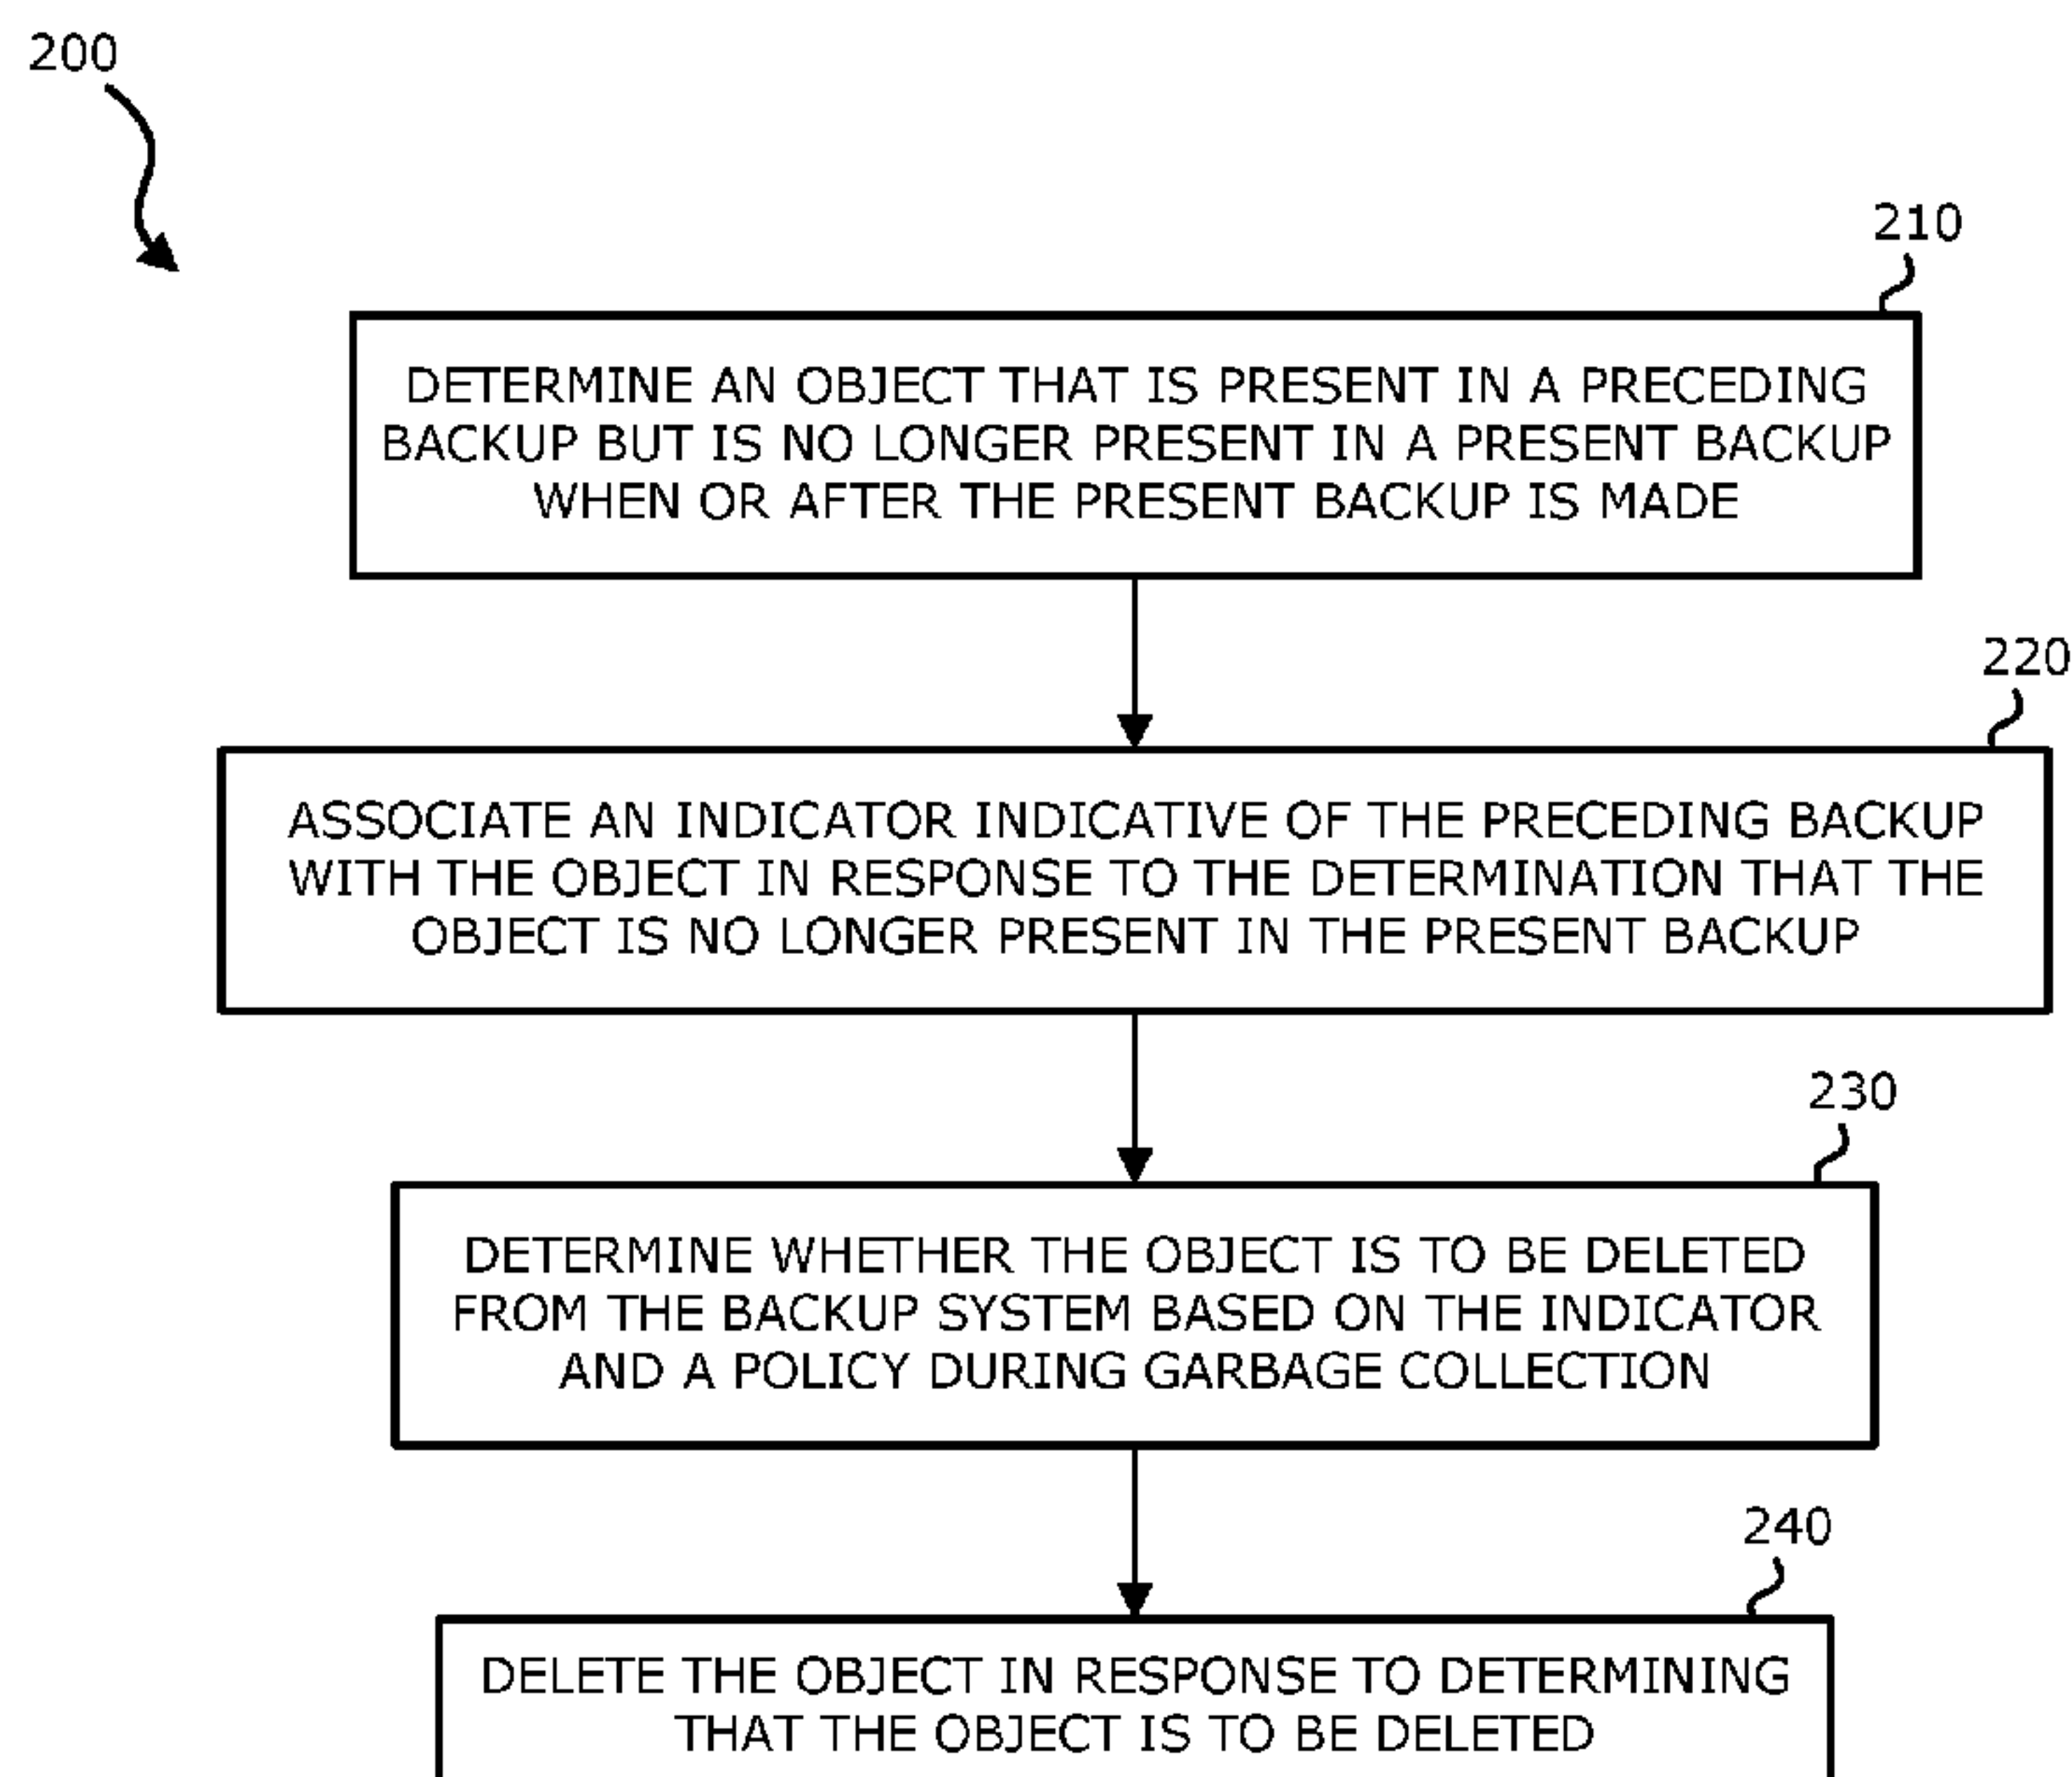 200
210
DETERMINE AN OBJECT THAT IS PRESENT IN A PRECEDING
BACKUP BUT IS NO LONGER PRESENT IN A PRESENT BACKUP
WHEN OR AFTER THE PRESENT BACKUP IS MADE
220
ASSOCIATE AN INDICATOR INDICATIVE OF THE PRECEDING BACKUP
WITH THE OBJECT IN RESPONSE TO THE DETERMINATION THAT THE
OBJECT IS NO LONGER PRESENT IN THE PRESENT BACKUP
230
DETERMINE WHETHER THE OBJECT IS TO BE DELETED
FROM THE BACKUP SYSTEM BASED ON THE INDICATOR
AND A POLICY DURING GARBAGE COLLECTION
240
DELETE THE OBJECT IN RESPONSE TO DETERMINING
THAT THE OBJECT IS TO BE DELETED